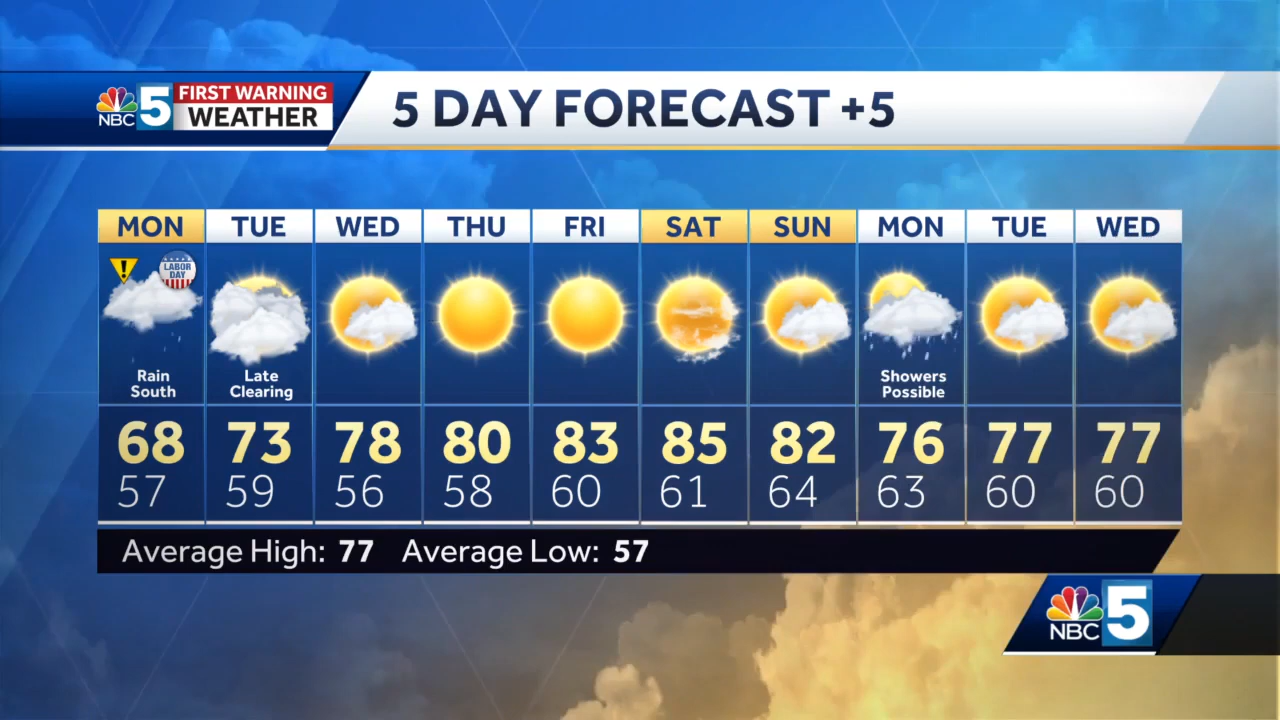 NBC 5 FIRST WARNING
WEATHER
5 DAY FORECAST +5
MON TUE WED THU FRI SAT SUN MON TUE WED
! LABOR
DAY
Rain
South
Late
Clearing
Showers
Possible
68 73 78 80 83 85 82 76 77 77
57 59 56 58 60 61 64 63 60 60
Average High: 77 Average Low: 57
NBC 5